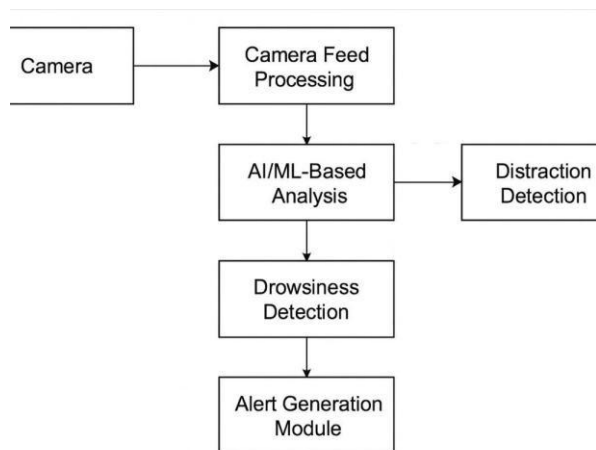 Camera
Camera Feed
Processing
AI/ML-Based
Analysis
Distraction
Detection
Drowsiness
Detection
Alert Generation
Module